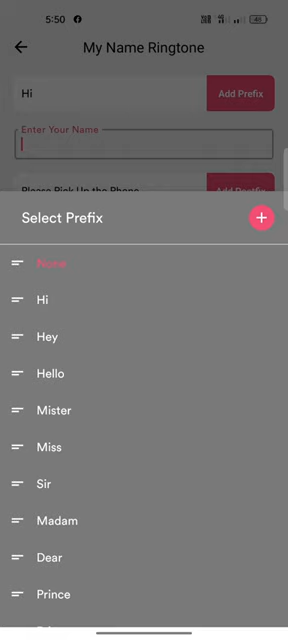 5:50
My Name Ringtone
Hi
Add Prefix
Enter Your Name
Please Pick Up the Phone
Add Postfix
Select Prefix
None
Hi
Hey
Hello
Mister
Miss
Sir
Madam
Dear
Prince